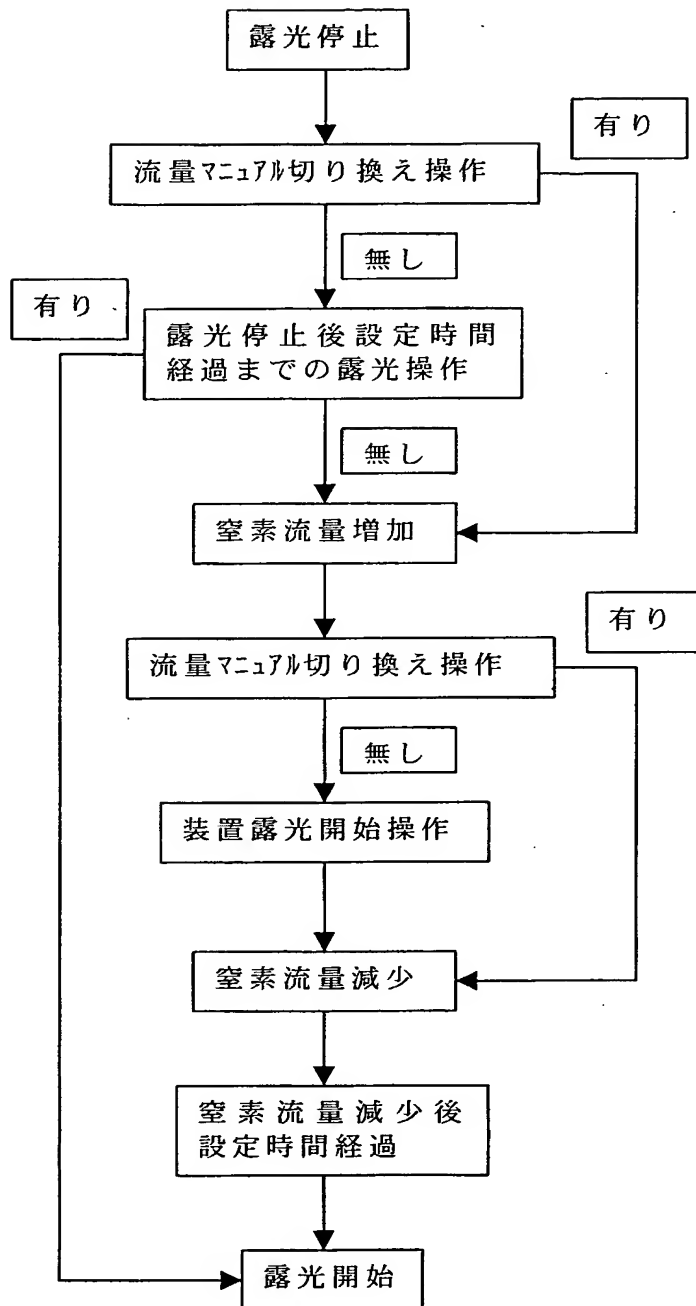 露光停止
有り
流量マニュアル切り換え操作
無し
有り
露光停止後設定時間
経過までの露光操作
無し
窒素流量増加
有り
流量マニュアル切り換え操作
無し
装置露光開始操作
窒素流量減少
窒素流量減少後
設定時間経過
露光開始